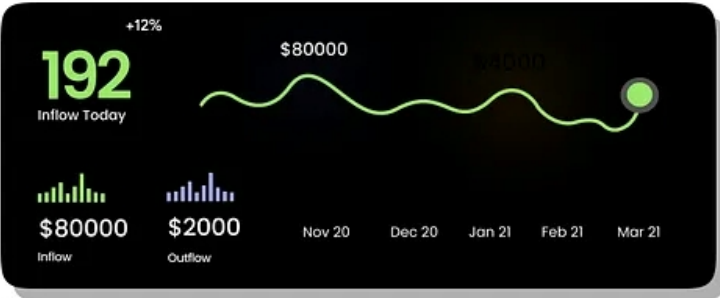 +12%
192
Inflow Today
$80000
$4000
$80000
Inflow
$2000
Outflow
Nov 20 Dec 20 Jan 21 Feb 21 Mar 21